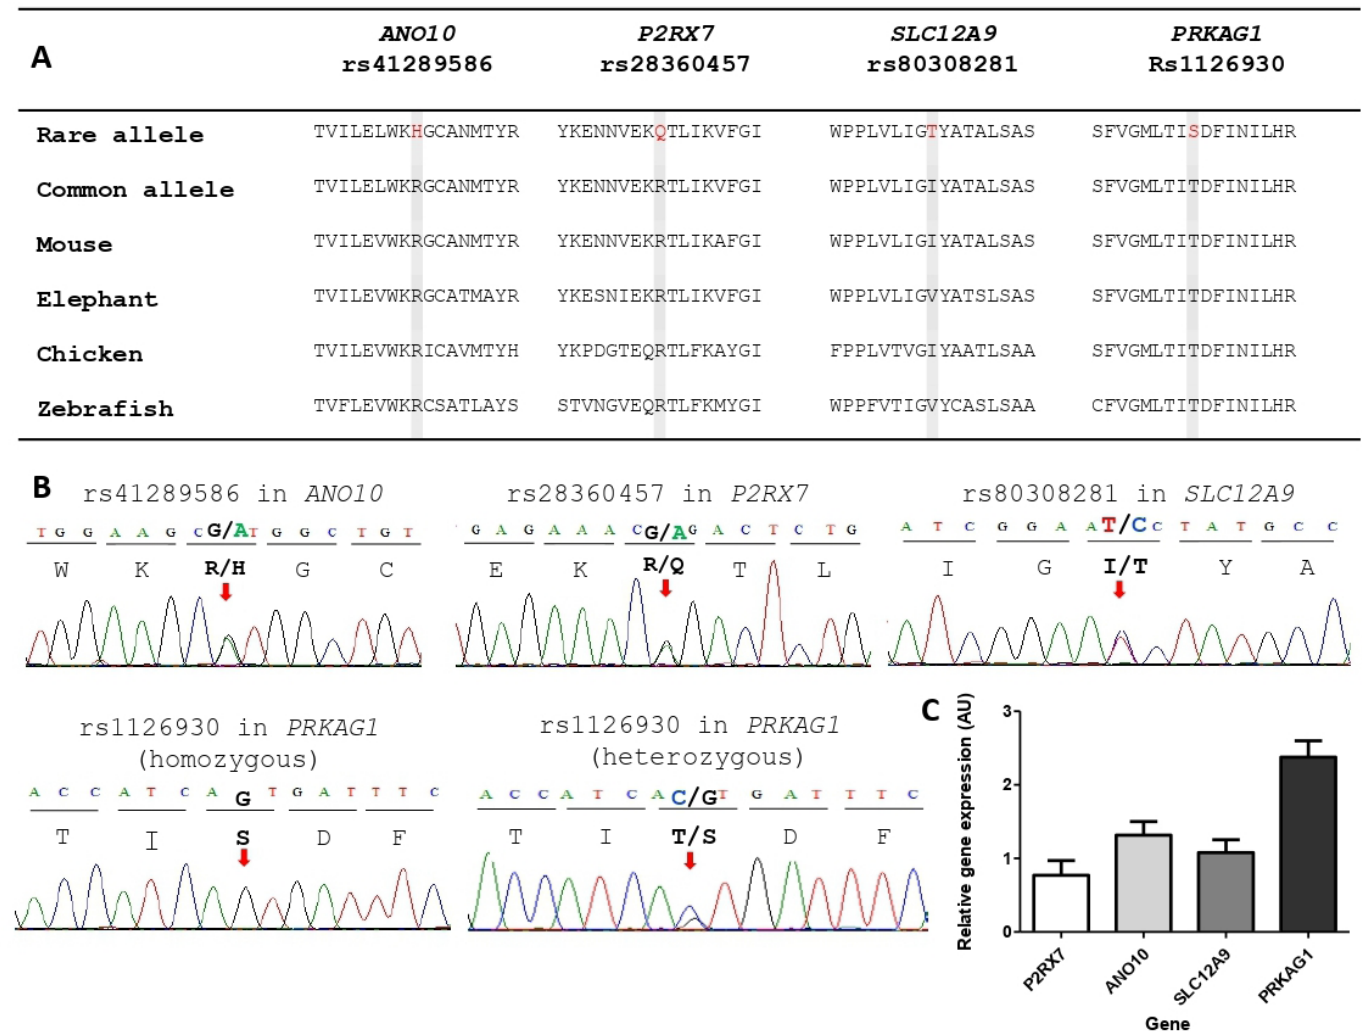 A
ANO10 P2RX7 SLC12A9 PRKAG1
rs41289586 rs28360457 rs80308281 Rs1126930
Rare allele TVILELWKHGCANMTYR YKENNVEKQTLIKVFGI WPPLVLIGTYATALSAS SFVGMLTISDFINILHR
Common allele TVILELWKRGCANMTYR YKENNVEKRTLIKVFGI WPPLVLIGIYATALSAS SFVGMLTITDFINILHR
Mouse TVILEVWKRGCANMTYR YKENNVEKRTLIKAFGI WPPLVLIGIYATALSAS SFVGMLTITDFINILHR
Elephant TVILEVWKRGCATMAYR YKESNIEKRTLIKVFGI WPPLVLIGVYATSLSAS SFVGMLTITDFINILHR
Chicken TVILEVWKRICAVMTYH YKPDGTEQRTLFKAYGI FPPLVTVGIYAATLSAA SFVGMLTITDFINILHR
Zebrafish TVFLEVWKRCSATLAYS STVNGVEQRTLFKMYGI WPPFVTIGVYCASLSAA CFVGMLTITDFINILHR
B
rs41289586 in ANO10
T G G A A G C G/A T G G C T G T
W K R/H G C
rs28360457 in P2RX7
G A G A A A C G/A G A C T C T G
E K R/Q T L
rs80308281 in SLC12A9
A T C G G A A T/C C T A T G C C
I G I/T Y A
rs1126930 in PRKAG1
(homozygous)
A C C A T C A G T G A T T T C
T I S D F
rs1126930 in PRKAG1
(heterozygous)
A C C A T C A C/G T G A T T T C
T I T/S D F
C
Relative gene expression (AU)
3
2
1
0
P2RX7
ANO10
SLC12A9
PRKAG1
Gene